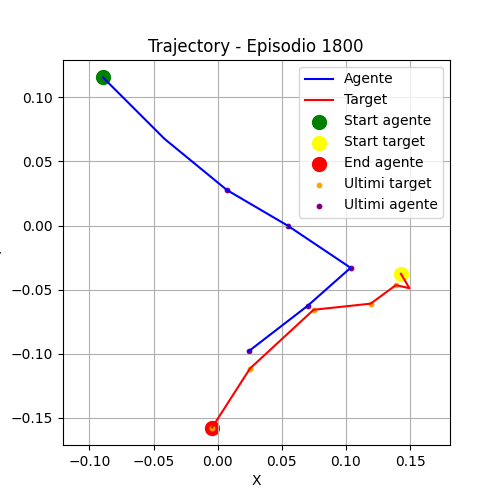 Trajectory - Episodio 1800
Agente
Target
Start agente
Start target
End agente
Ultimi target
Ultimi agente
0.10
0.05
0.00
−0.05
−0.10
−0.15
−0.10
−0.05
0.00
0.05
0.10
0.15
X